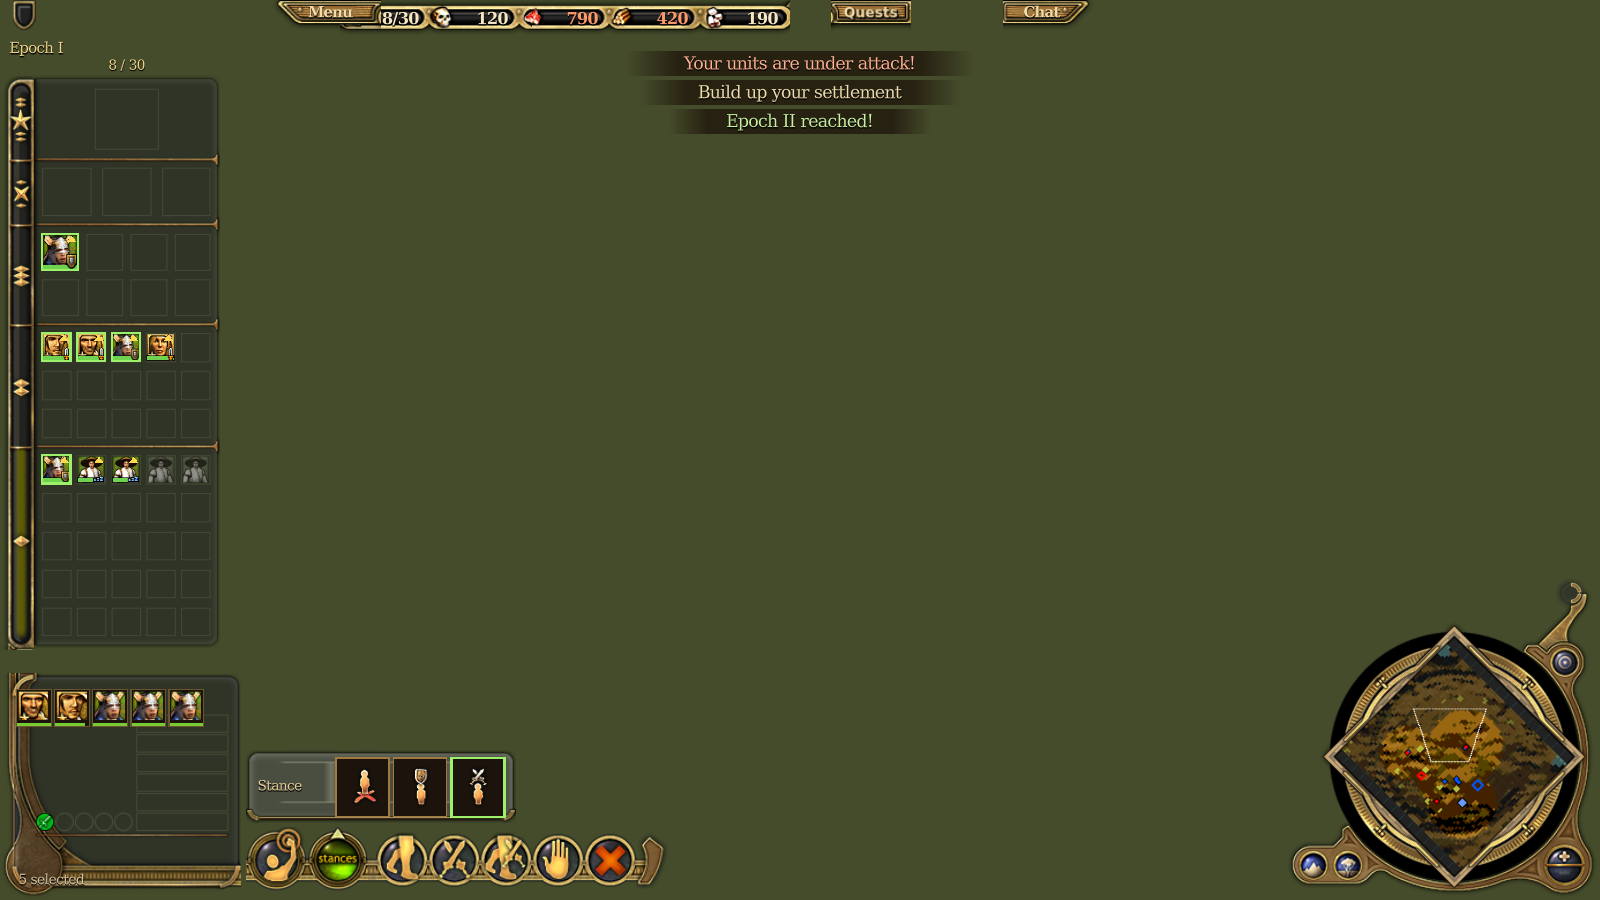 Menu
8/30
120
790
420
190
Quests
Chat
Epoch I
8 / 30
Your units are under attack!
Build up your settlement
Epoch II reached!
Stance
stances
5 selected